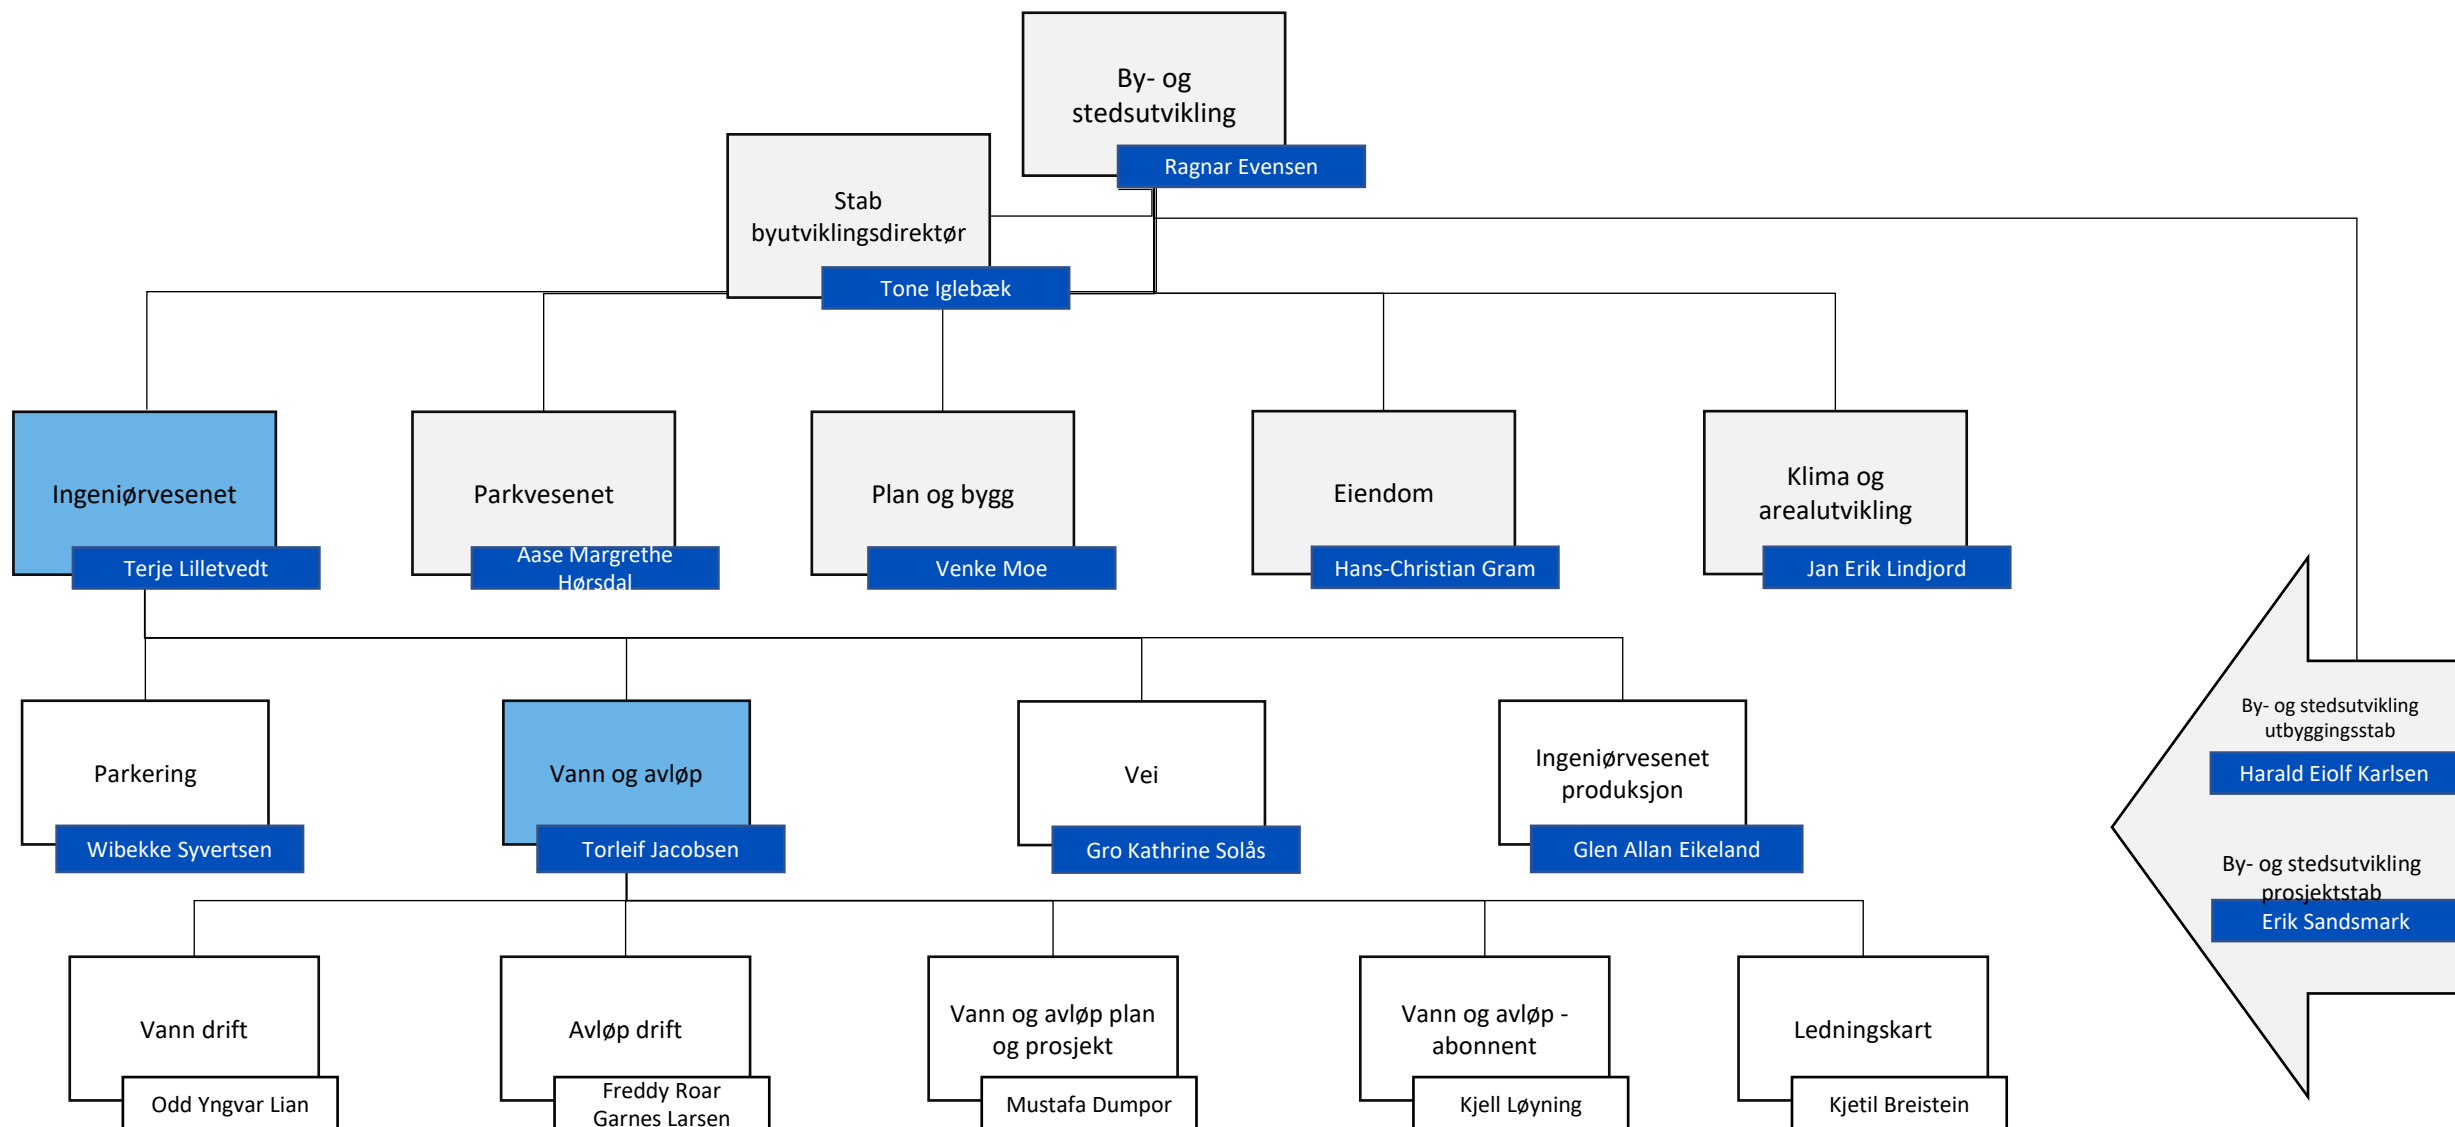 By- og
stedsutvikling
Ragnar Evensen
Stab
byutviklingsdirektør
Tone Iglebæk
Ingeniørvesenet
Terje Lilletvedt
Parkvesenet
Aase Margrethe
Hørsdal
Plan og bygg
Venke Moe
Eiendom
Hans-Christian Gram
Klima og
arealutvikling
Jan Erik Lindjord
Parkering
Wibekke Syvertsen
Vann og avløp
Torleif Jacobsen
Vei
Gro Kathrine Solås
Ingeniørvesenet
produksjon
Glen Allan Eikeland
By- og stedsutvikling
utbyggingsstab
Harald Eiolf Karlsen
By- og stedsutvikling
prosjektstab
Erik Sandsmark
Vann drift
Odd Yngvar Lian
Avløp drift
Freddy Roar
Garnes Larsen
Vann og avløp plan
og prosjekt
Mustafa Dumpor
Vann og avløp -
abonnent
Kjell Løyning
Ledningskart
Kjetil Breistein